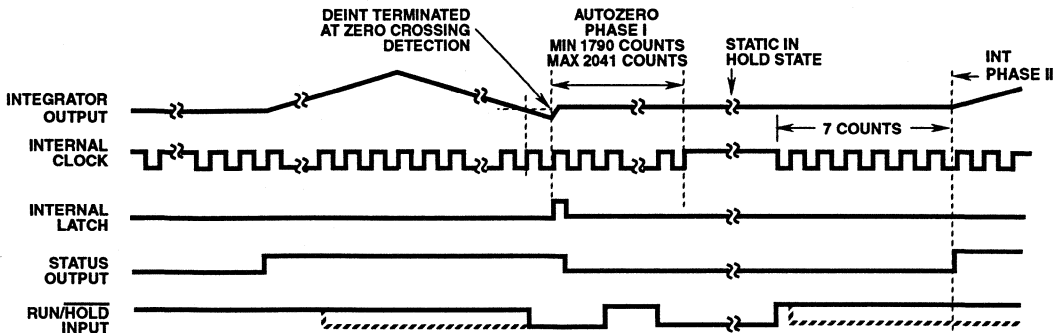 DEINT TERMINATED
AT ZERO CROSSING
DETECTION
AUTOZERO
PHASE I
MIN 1790 COUNTS
MAX 2041 COUNTS
STATIC IN
HOLD STATE
INT
PHASE II
INTEGRATOR
OUTPUT
INTERNAL
CLOCK
7 COUNTS
INTERNAL
LATCH
STATUS
OUTPUT
RUN/HOLD
INPUT